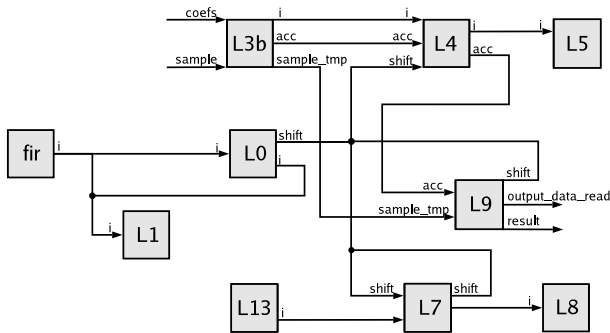 coefs
i
i
L3b
acc
acc
L4
i
i
L5
acc
sample
sample_tmp
shift
fir
i
i
L0
shift
i
shift
acc
L9
output_data_read
sample_tmp
result
i
L1
shift
L7
shift
L13
i
i
L8